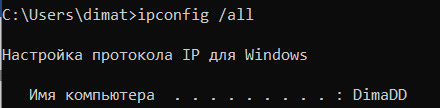 C:\Users\dimat>ipconfig /all
Настройка протокола IP для Windows
Имя компьютера  . . . . . . . . . : DimaDD